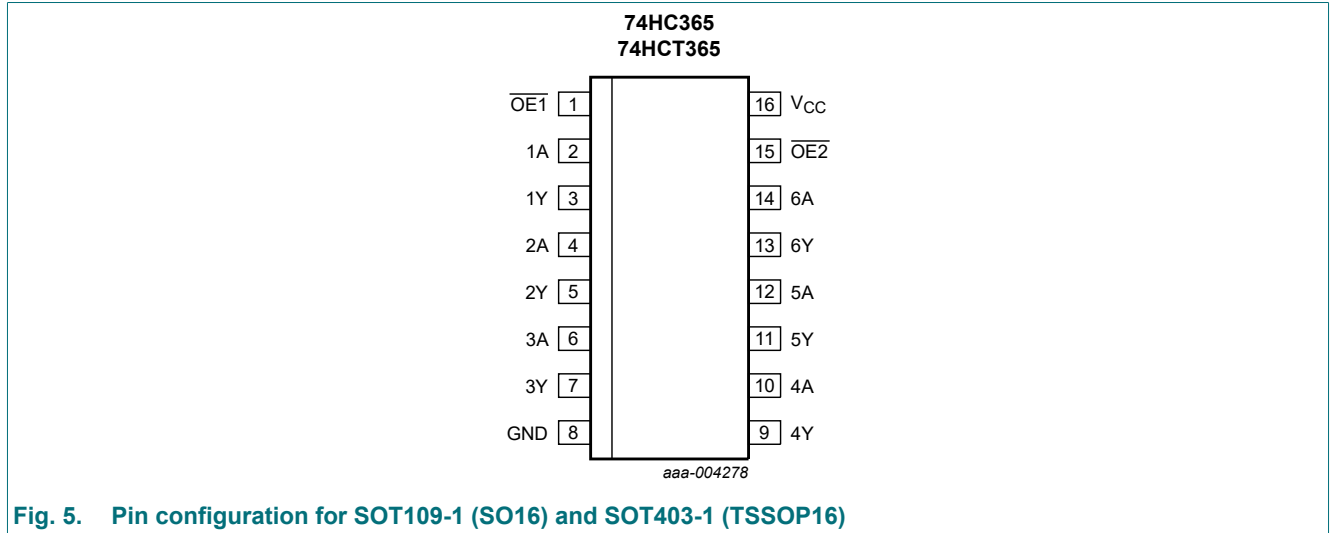 74HC365
74HCT365
OE1 1 16 VCC
1A 2 15 OE2
1Y 3 14 6A
2A 4 13 6Y
2Y 5 12 5A
3A 6 11 5Y
3Y 7 10 4A
GND 8 9 4Y
aaa-004278
Fig. 5. Pin configuration for SOT109-1 (SO16) and SOT403-1 (TSSOP16)